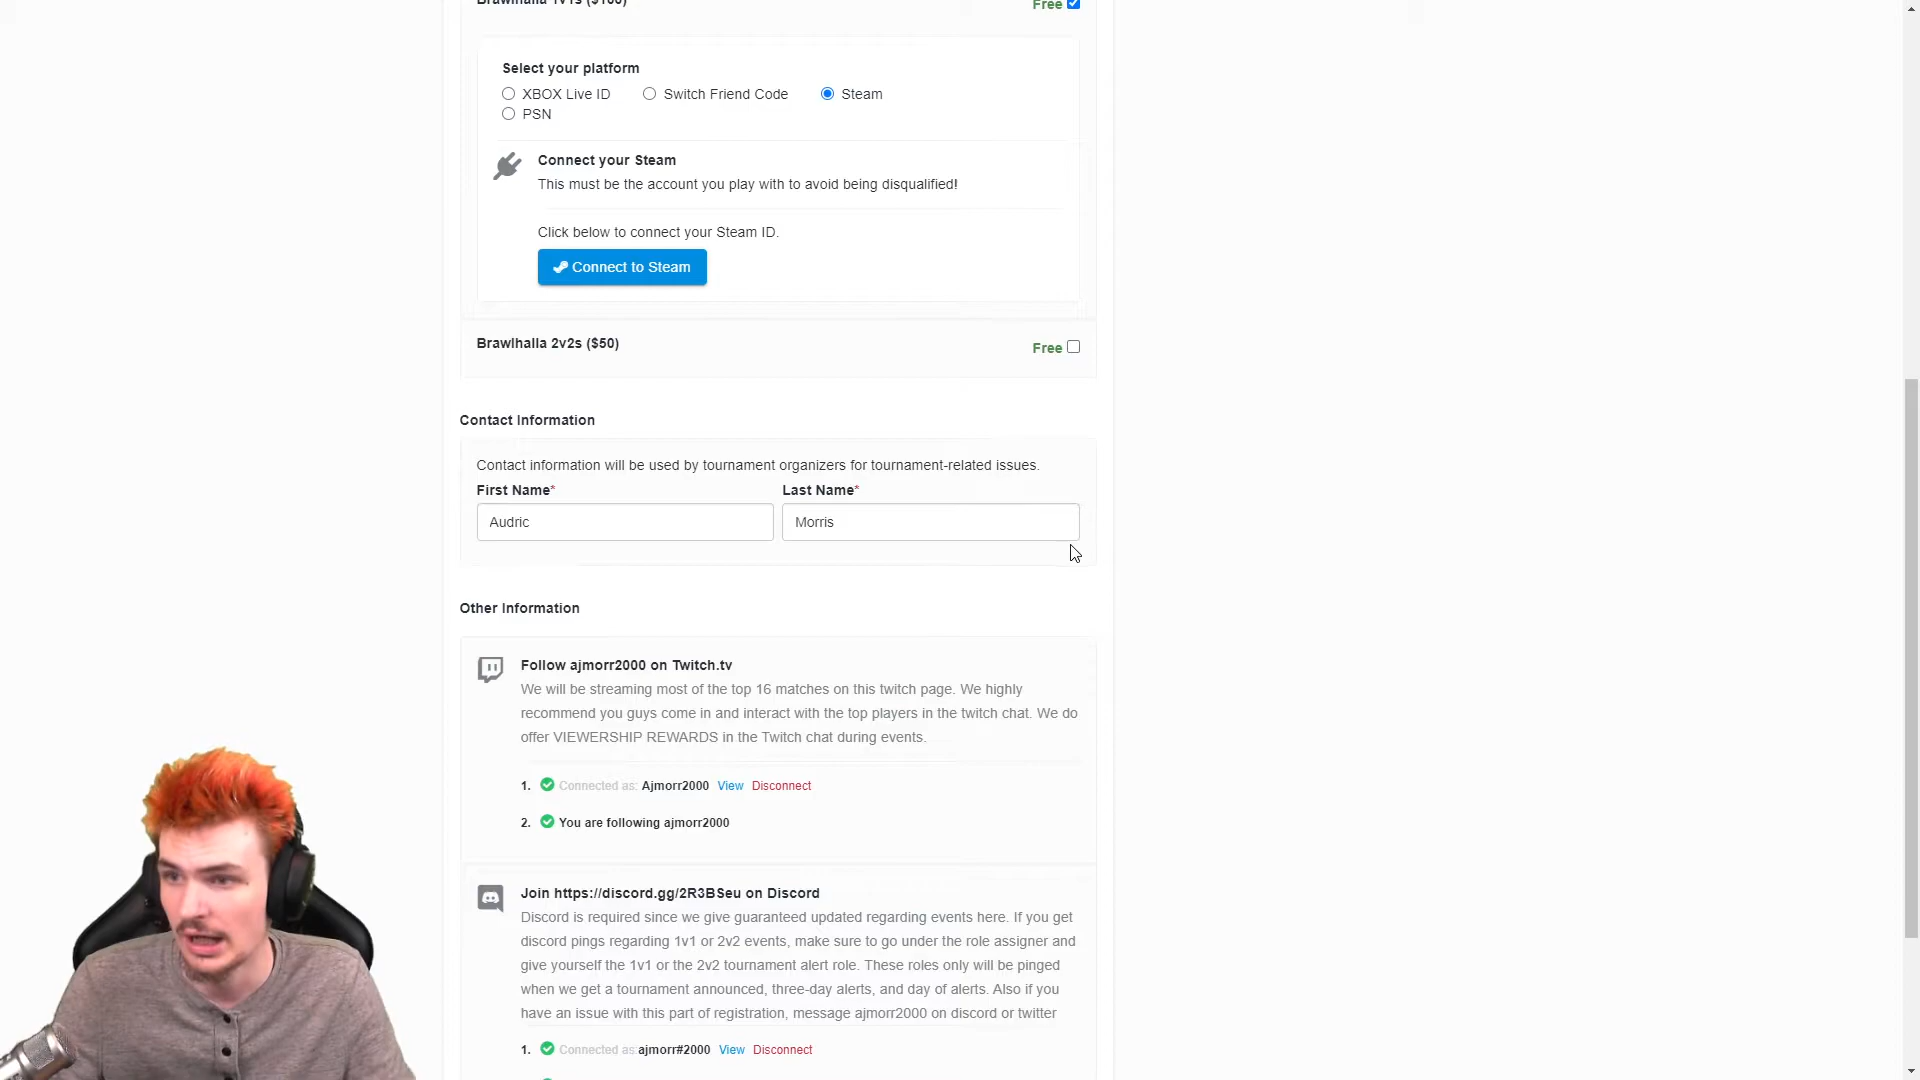 Brawlhalla 1v1s ($100)
Free
Select your platform
XBOX Live ID Switch Friend Code Steam
PSN
Connect your Steam
This must be the account you play with to avoid being disqualified!
Click below to connect your Steam ID.
Connect to Steam
Brawlhalla 2v2s ($50)
Free
Contact Information
Contact information will be used by tournament organizers for tournament-related issues.
First Name* Last Name*
Audric Morris
Other Information
Follow ajmorr2000 on Twitch.tv
We will be streaming most of the top 16 matches on this twitch page. We highly
recommend you guys come in and interact with the top players in the twitch chat. We do
offer VIEWERSHIP REWARDS in the Twitch chat during events.
1. Connected as: Ajmorr2000 View Disconnect
2. You are following ajmorr2000
Join https://discord.gg/2R3BSeu on Discord
Discord is required since we give guaranteed updated regarding events here. If you get
discord pings regarding 1v1 or 2v2 events, make sure to go under the role assigner and
give yourself the 1v1 or the 2v2 tournament alert role. These roles only will be pinged
when we get a tournament announced, three-day alerts, and day of alerts. Also if you
have an issue with this part of registration, message ajmorr2000 on discord or twitter
1. Connected as: ajmorr#2000 View Disconnect